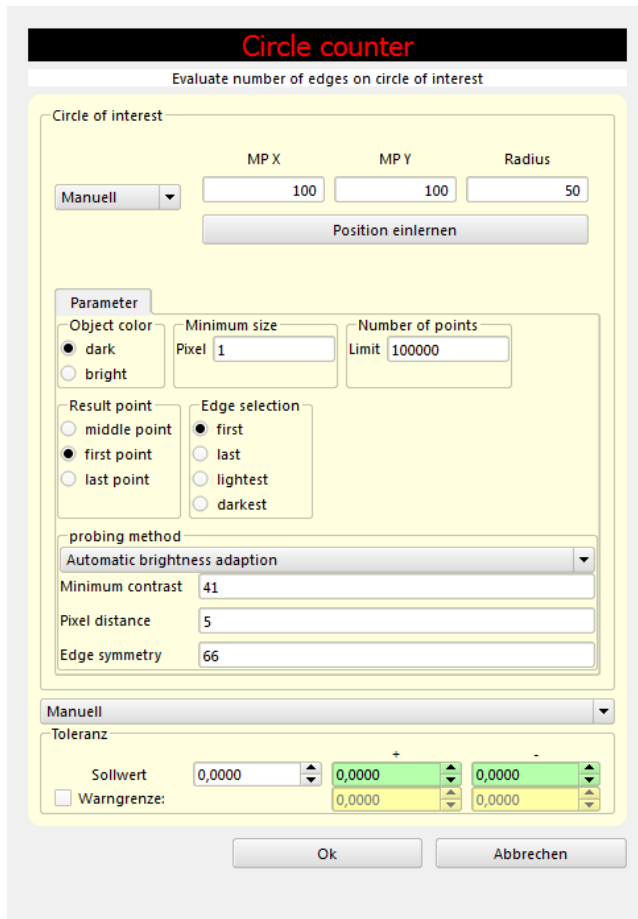 Circle counter
Evaluate number of edges on circle of interest
Circle of interest
MP X MP Y Radius
Manuell 100 100 50
Position einlernen
Parameter
Object color Minimum size Number of points
dark Pixel 1 Limit 100000
bright
Result point Edge selection
middle point first
first point last
last point lightest
darkest
probing method
Automatic brightness adaption
Minimum contrast 41
Pixel distance 5
Edge symmetry 66
Manuell
Toleranz
+ -
Sollwert 0,0000 0,0000 0,0000
Warngrenze: 0,0000 0,0000
Ok Abbrechen